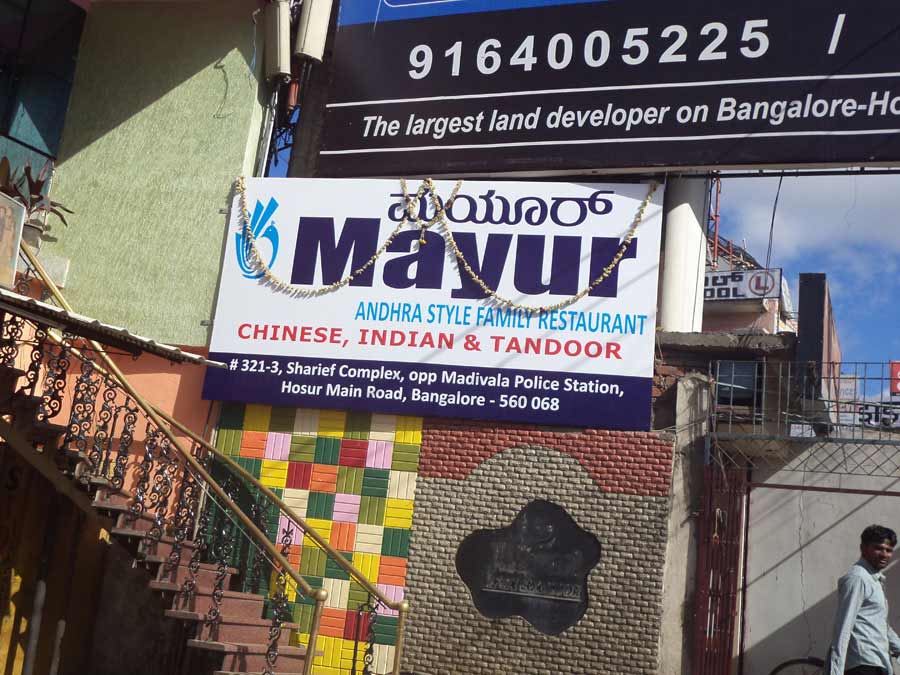 9164005225 /
The largest land developer on Bangalore-Ho
ಮಯೂರ್
Mayur
ANDHRA STYLE FAMILY RESTAURANT
CHINESE, INDIAN & TANDOOR
# 321-3, Sharief Complex, opp Madivala Police Station,
Hosur Main Road, Bangalore - 560 068
OOL L